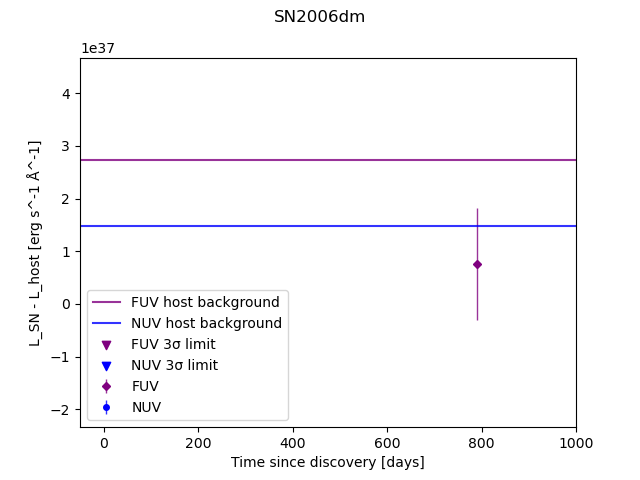 SN2006dm
1e37
L_SN - L_host [erg s^-1 Å^-1]
4
3
2
1
0
−1
−2
FUV host background
NUV host background
FUV 3σ limit
NUV 3σ limit
FUV
NUV
0 200 400 600 800 1000
Time since discovery [days]